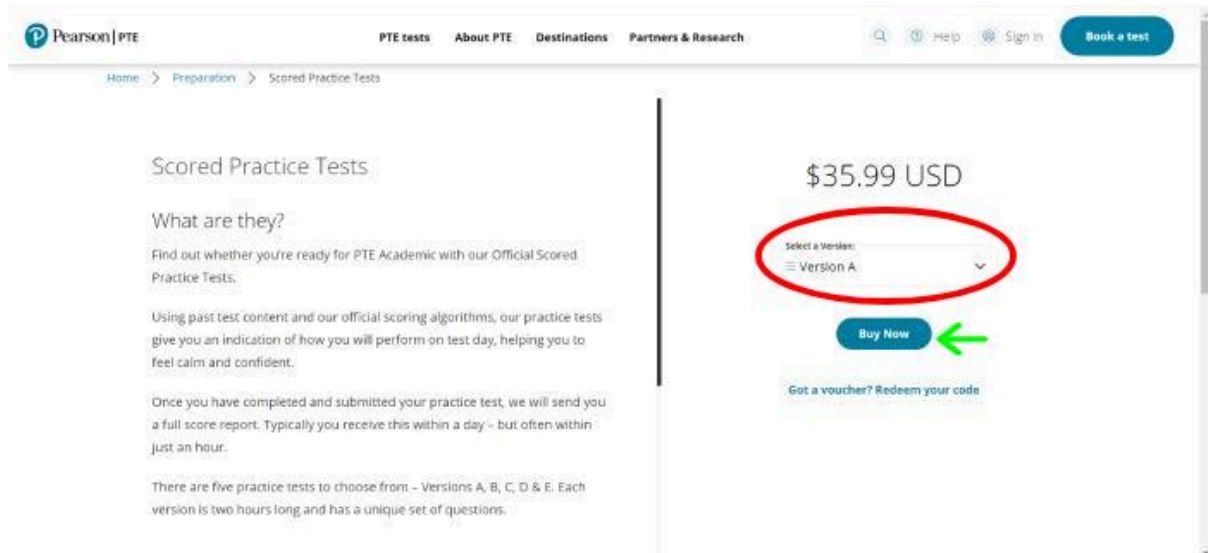 Pearson | PTE
PTE tests About PTE Destinations Partners & Research
Help Sign in Book a test
Home > Preparation > Scored Practice Tests
Scored Practice Tests
What are they?
Find out whether you're ready for PTE Academic with our Official Scored
Practice Tests.
Using past test content and our official scoring algorithms, our practice tests
give you an indication of how you will perform on test day, helping you to
feel calm and confident.
Once you have completed and submitted your practice test, we will send you
a full score report. Typically you receive this within a day – but often within
just an hour.
There are five practice tests to choose from – Versions A, B, C, D & E. Each
version is two hours long and has a unique set of questions.
$35.99 USD
Select a Version:
Version A
Buy Now
Got a voucher? Redeem your code